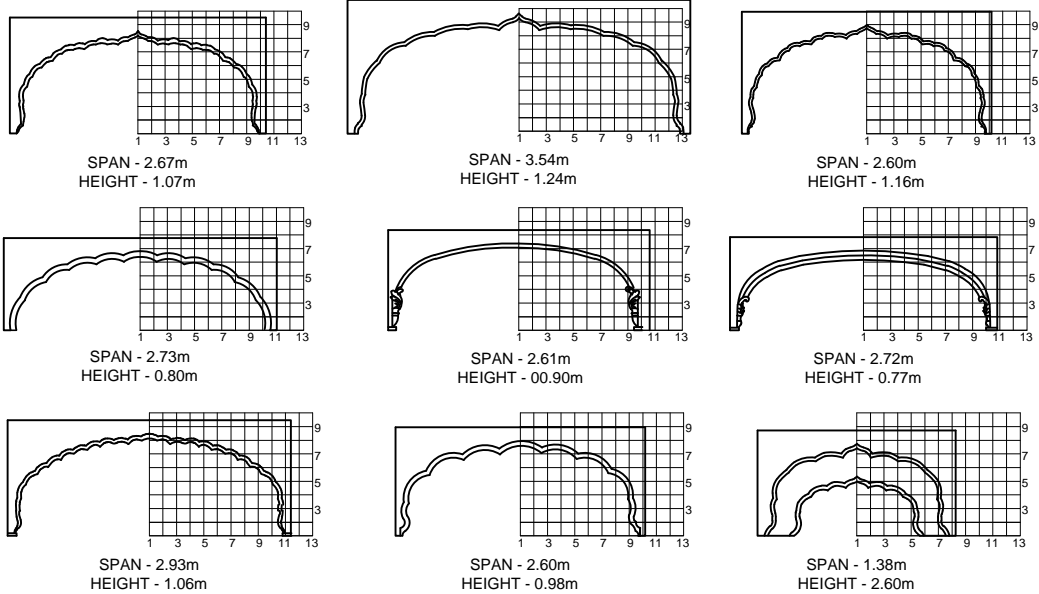 9
7
5
3
1 3 5 7 9 11 13
SPAN - 2.67m
HEIGHT - 1.07m
9
7
5
3
1 3 5 7 9 11 13
SPAN - 3.54m
HEIGHT - 1.24m
9
7
5
3
1 3 5 7 9 11 13
SPAN - 2.60m
HEIGHT - 1.16m
9
7
5
3
1 3 5 7 9 11 13
SPAN - 2.73m
HEIGHT - 0.80m
9
7
5
3
1 3 5 7 9 11 13
SPAN - 2.61m
HEIGHT - 00.90m
9
7
5
3
1 3 5 7 9 11 13
SPAN - 2.72m
HEIGHT - 0.77m
9
7
5
3
1 3 5 7 9 11 13
SPAN - 2.93m
HEIGHT - 1.06m
9
7
5
3
1 3 5 7 9 11 13
SPAN - 2.60m
HEIGHT - 0.98m
9
7
5
3
1 3 5 7 9 11 13
SPAN - 1.38m
HEIGHT - 2.60m